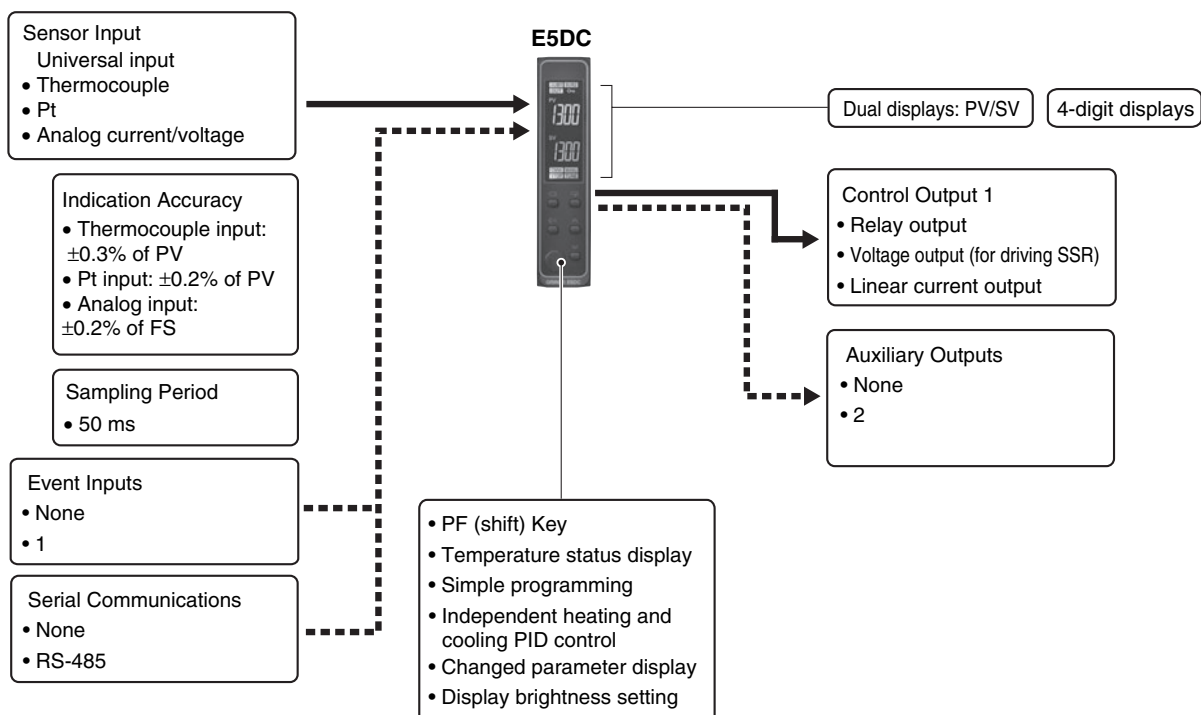 Sensor Input
Universal input
• Thermocouple
• Pt
• Analog current/voltage
Indication Accuracy
• Thermocouple input:
±0.3% of PV
• Pt input: ±0.2% of PV
• Analog input:
±0.2% of FS
Sampling Period
• 50 ms
Event Inputs
• None
• 1
Serial Communications
• None
• RS-485
E5DC
PV
1300
SV
1300
• PF (shift) Key
• Temperature status display
• Simple programming
• Independent heating and
cooling PID control
• Changed parameter display
• Display brightness setting
Dual displays: PV/SV
4-digit displays
Control Output 1
• Relay output
• Voltage output (for driving SSR)
• Linear current output
Auxiliary Outputs
• None
• 2